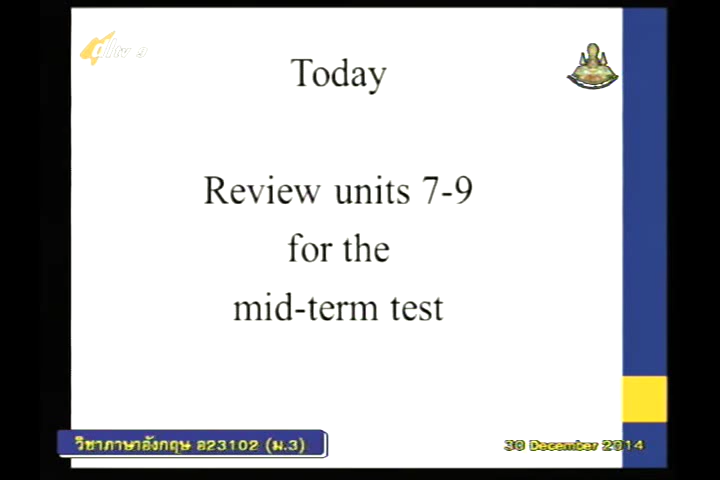 Today
Review units 7-9
for the
mid-term test
วิชาภาษาอังกฤษ อ23102 (ม.3)
30 December 2014